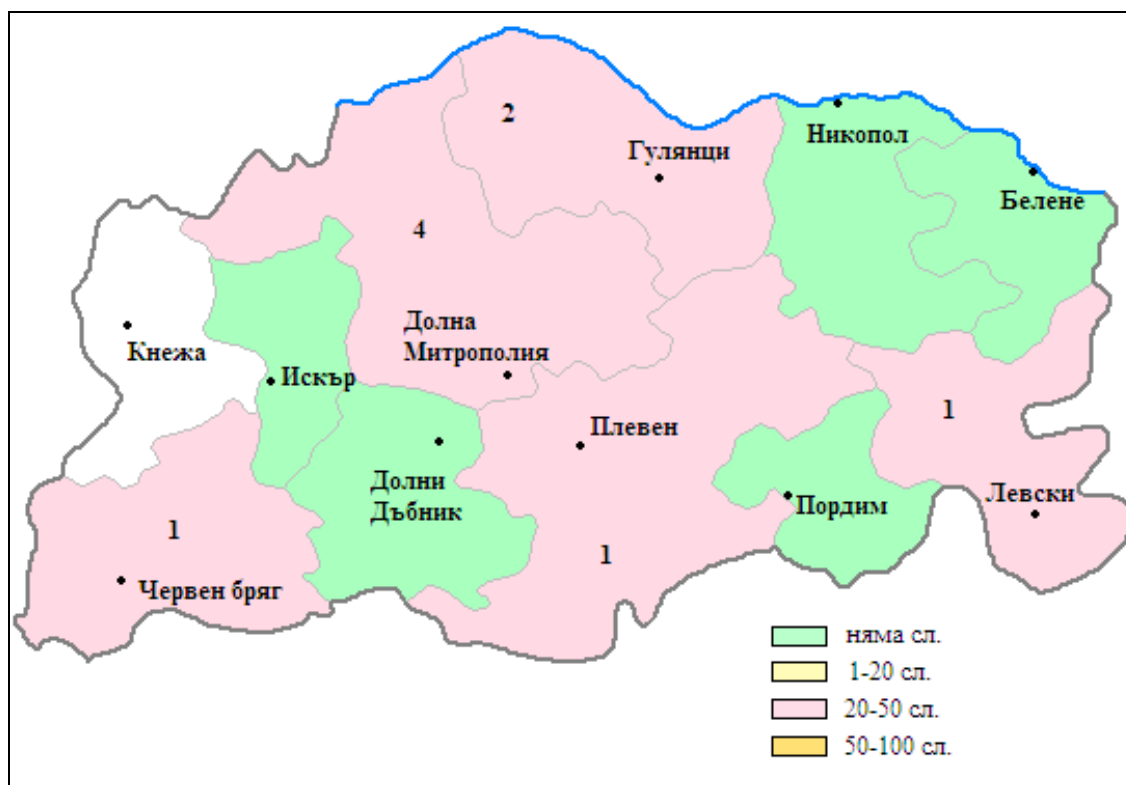 2
Никопол
Гулянци
Белене
4
Долна
Митрополия
Кнежа
Искър
1
Плевен
Долни
Дъбник
Левски
Пордим
1
1
Червен бряг
няма сл.
1-20 сл.
20-50 сл.
50-100 сл.